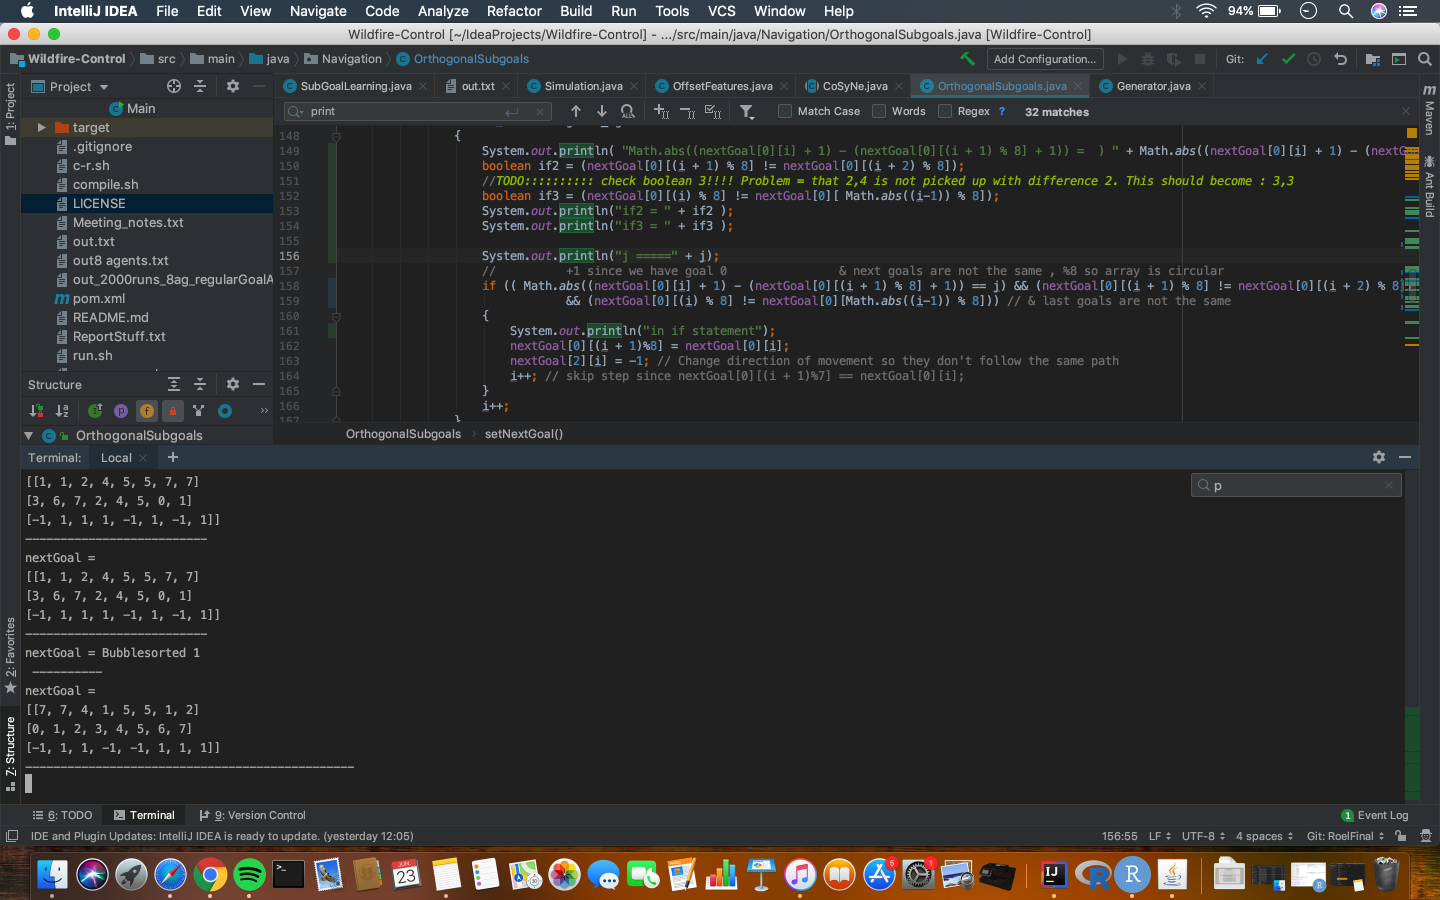 IntelliJ IDEA File Edit View Navigate Code Analyze Refactor Build Run Tools VCS Window Help 94%
Wildfire-Control [~/IdeaProjects/Wildfire-Control] - .../src/main/java/Navigation/OrthogonalSubgoals.java [Wildfire-Control]
Wildfire-Control src main java Navigation OrthogonalSubgoals Add Configuration... Git:
Project SubGoalLearning.java out.txt Simulation.java OffsetFeatures.java CoSyNe.java OrthogonalSubgoals.java Generator.java
print Match Case Words Regex ? 32 matches
1: Project
Main
target
.gitignore
c-r.sh
compile.sh
LICENSE
Meeting_notes.txt
out.txt
out8 agents.txt
out_2000runs_8ag_regularGoalA
pom.xml
README.md
ReportStuff.txt
run.sh
Structure
OrthogonalSubgoals
148 {
149 System.out.println( "Math.abs((nextGoal[0][i] + 1) - (nextGoal[0][(i + 1) % 8] + 1)) = ) " + Math.abs((nextGoal[0][i] + 1) - (nextG
150 boolean if2 = (nextGoal[0][(i + 1) % 8] != nextGoal[0][(i + 2) % 8]);
151 //TODO:::::::::: check boolean 3!!!! Problem = that 2,4 is not picked up with difference 2. This should become : 3,3
152 boolean if3 = (nextGoal[0][(i) % 8] != nextGoal[0][ Math.abs((i-1)) % 8]);
153 System.out.println("if2 = " + if2 );
154 System.out.println("if3 = " + if3 );
155
156 System.out.println("j =====" + j);
157 // +1 since we have goal 0 & next goals are not the same , %8 so array is circular
158 if (( Math.abs((nextGoal[0][i] + 1) - (nextGoal[0][(i + 1) % 8] + 1)) == j) && (nextGoal[0][(i + 1) % 8] != nextGoal[0][(i + 2) % 8]
159 && (nextGoal[0][(i) % 8] != nextGoal[0][Math.abs((i-1)) % 8])) // & last goals are not the same
160 {
161 System.out.println("in if statement");
162 nextGoal[0][(i + 1)%8] = nextGoal[0][i];
163 nextGoal[2][i] = -1; // Change direction of movement so they don't follow the same path
164 i++; // skip step since nextGoal[0][(i + 1)%7] == nextGoal[0][i];
165 }
166 i++;
167 }
OrthogonalSubgoals setNextGoal()
Maven
Ant Build
Terminal: Local +
p
[[1, 1, 2, 4, 5, 5, 7, 7]
[3, 6, 7, 2, 4, 5, 0, 1]
[-1, 1, 1, 1, -1, 1, -1, 1]]
--------------------------
nextGoal =
[[1, 1, 2, 4, 5, 5, 7, 7]
[3, 6, 7, 2, 4, 5, 0, 1]
[-1, 1, 1, 1, -1, 1, -1, 1]]
--------------------------
nextGoal = Bubblesorted 1
----------
nextGoal =
[[7, 7, 4, 1, 5, 5, 1, 2]
[0, 1, 2, 3, 4, 5, 6, 7]
[-1, 1, 1, -1, -1, 1, 1, 1]]
-----------------------------------------------
2: Favorites
Z: Structure
6: TODO Terminal 9: Version Control 1 Event Log
IDE and Plugin Updates: IntelliJ IDEA is ready to update. (yesterday 12:05) 156:55 LF UTF-8 4 spaces Git: RoelFinal
JUN
23
6
1
IJ
R
R